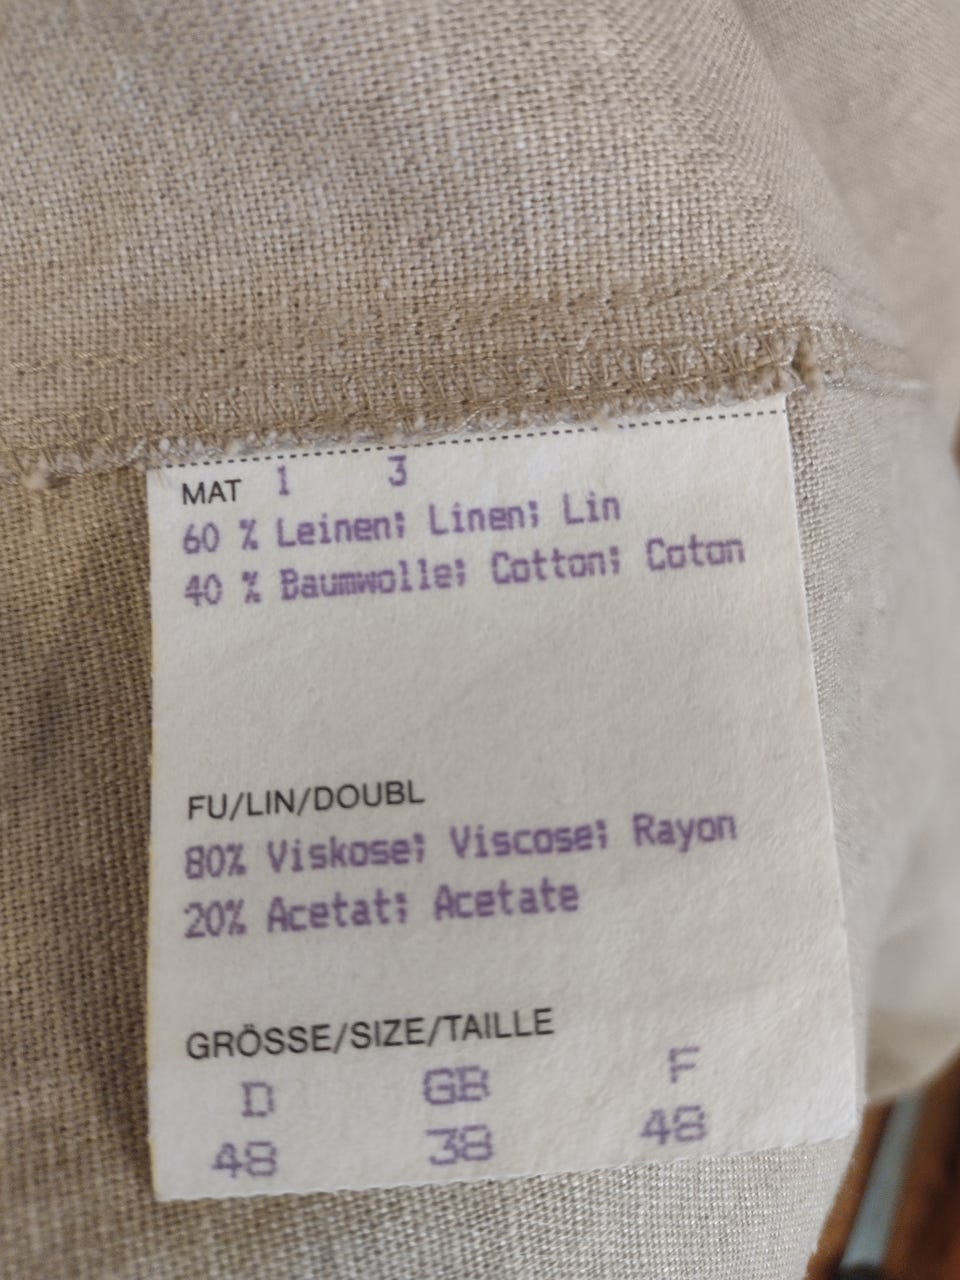 MAT 1 3
60 % Leinen; Linen; Lin
40 % Baumwolle; Cotton; Coton
FU/LIN/DOUBL
80% Viskose; Viscose; Rayon
20% Acetat; Acetate
GRÖSSE/SIZE/TAILLE
D GB F
48 38 48